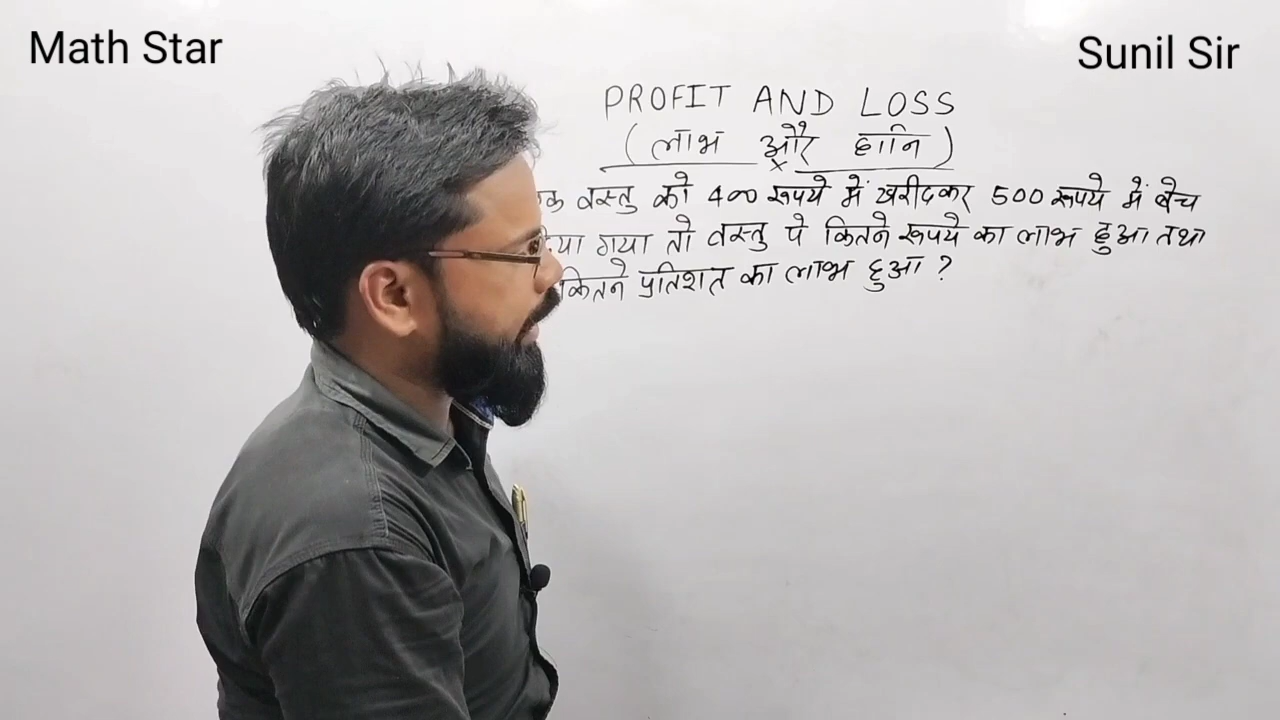 Math Star
Sunil Sir
PROFIT AND LOSS
(लाभ और हानि)
वस्तु को 400 रूपये में खरीदकर 500 रूपये में बेच
गया तो वस्तु पे कितने रूपये का लाभ हुआ तथा
कितने प्रतिशत का लाभ हुआ ?